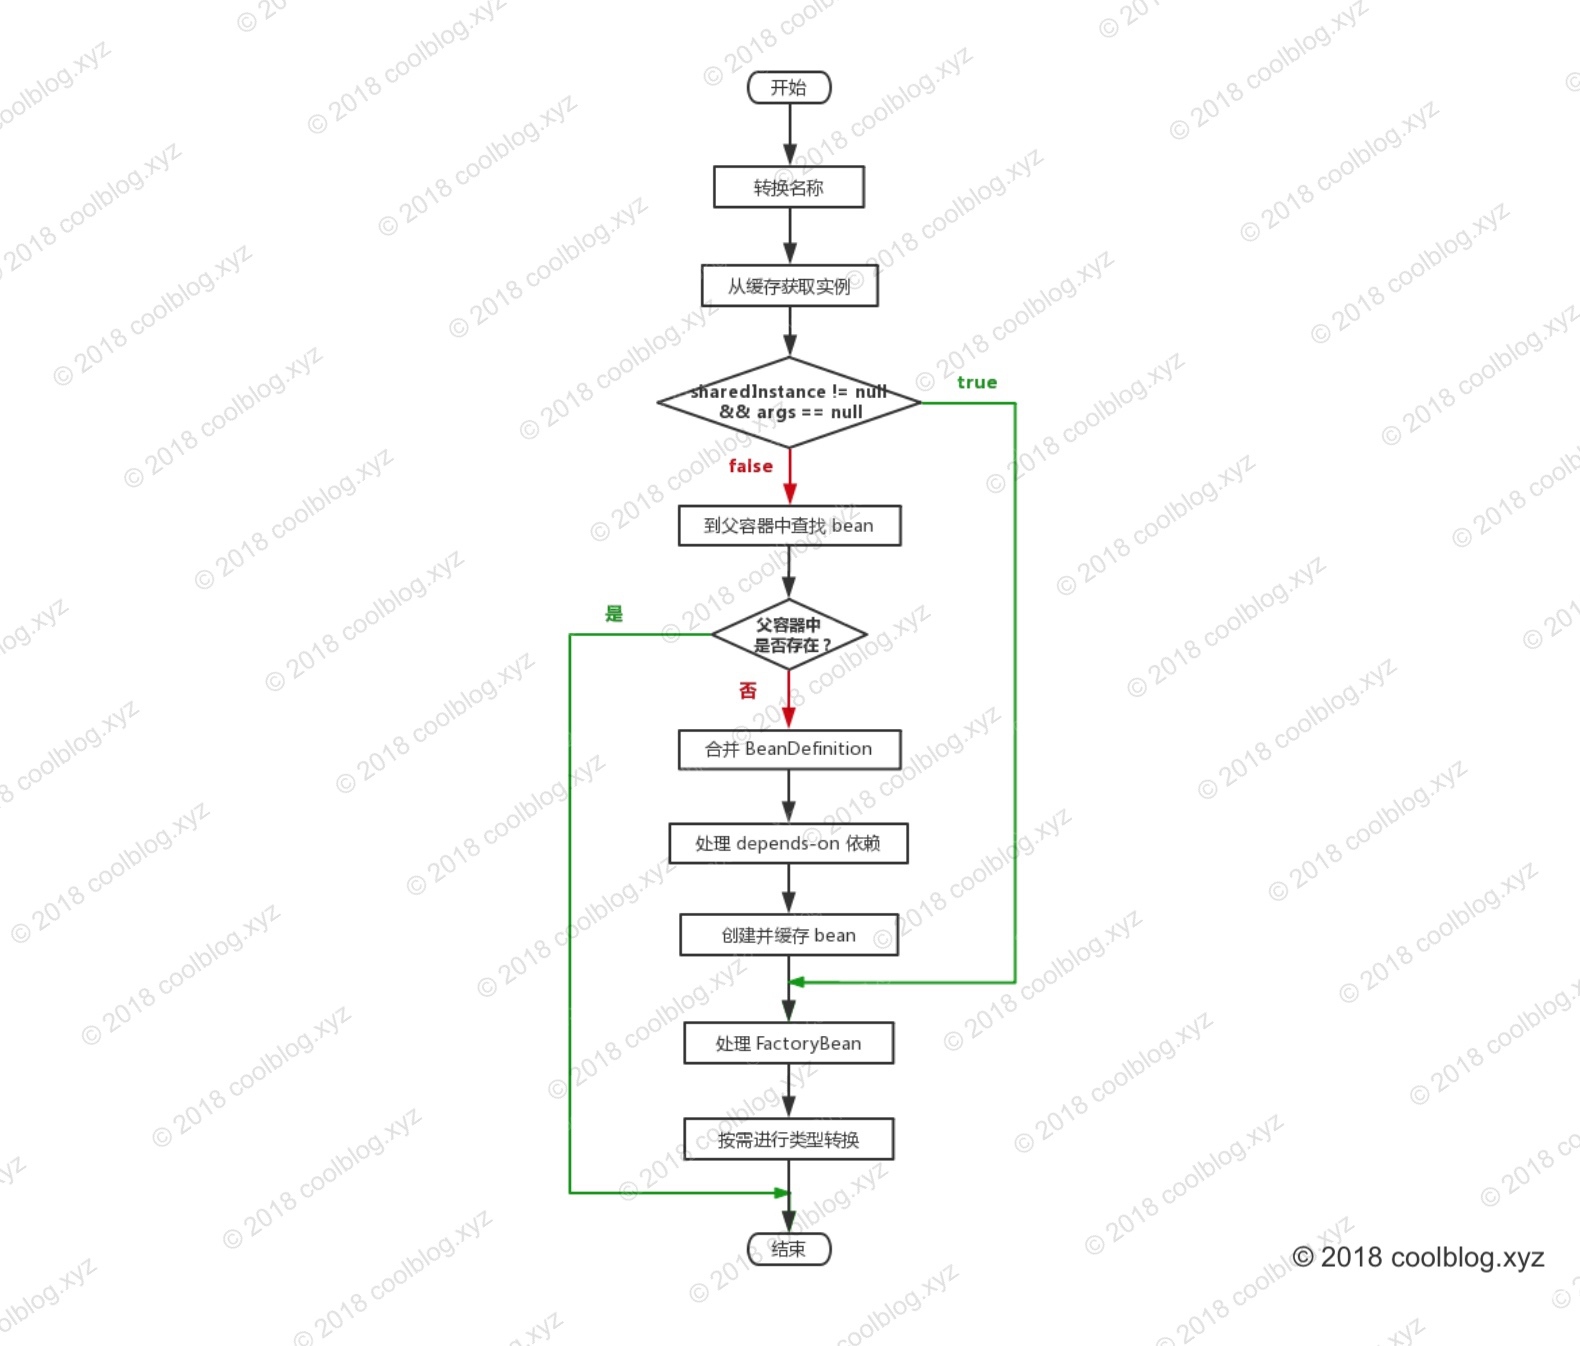 开始
转换名称
从缓存获取实例
sharedInstance != null
&& args == null
true
false
到父容器中查找 bean
是
父容器中
是否存在？
否
合并 BeanDefinition
处理 depends-on 依赖
创建并缓存 bean
处理 FactoryBean
按需进行类型转换
结束
© 2018 coolblog.xyz